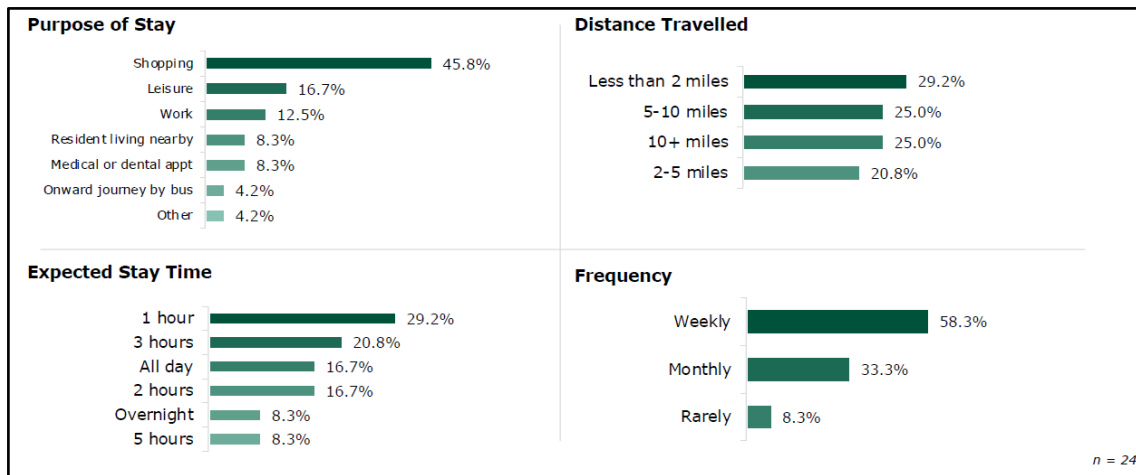 Purpose of Stay
Shopping 45.8%
Leisure 16.7%
Work 12.5%
Resident living nearby 8.3%
Medical or dental appt 8.3%
Onward journey by bus 4.2%
Other 4.2%
Distance Travelled
Less than 2 miles 29.2%
5-10 miles 25.0%
10+ miles 25.0%
2-5 miles 20.8%
Expected Stay Time
1 hour 29.2%
3 hours 20.8%
All day 16.7%
2 hours 16.7%
Overnight 8.3%
5 hours 8.3%
Frequency
Weekly 58.3%
Monthly 33.3%
Rarely 8.3%
n = 24